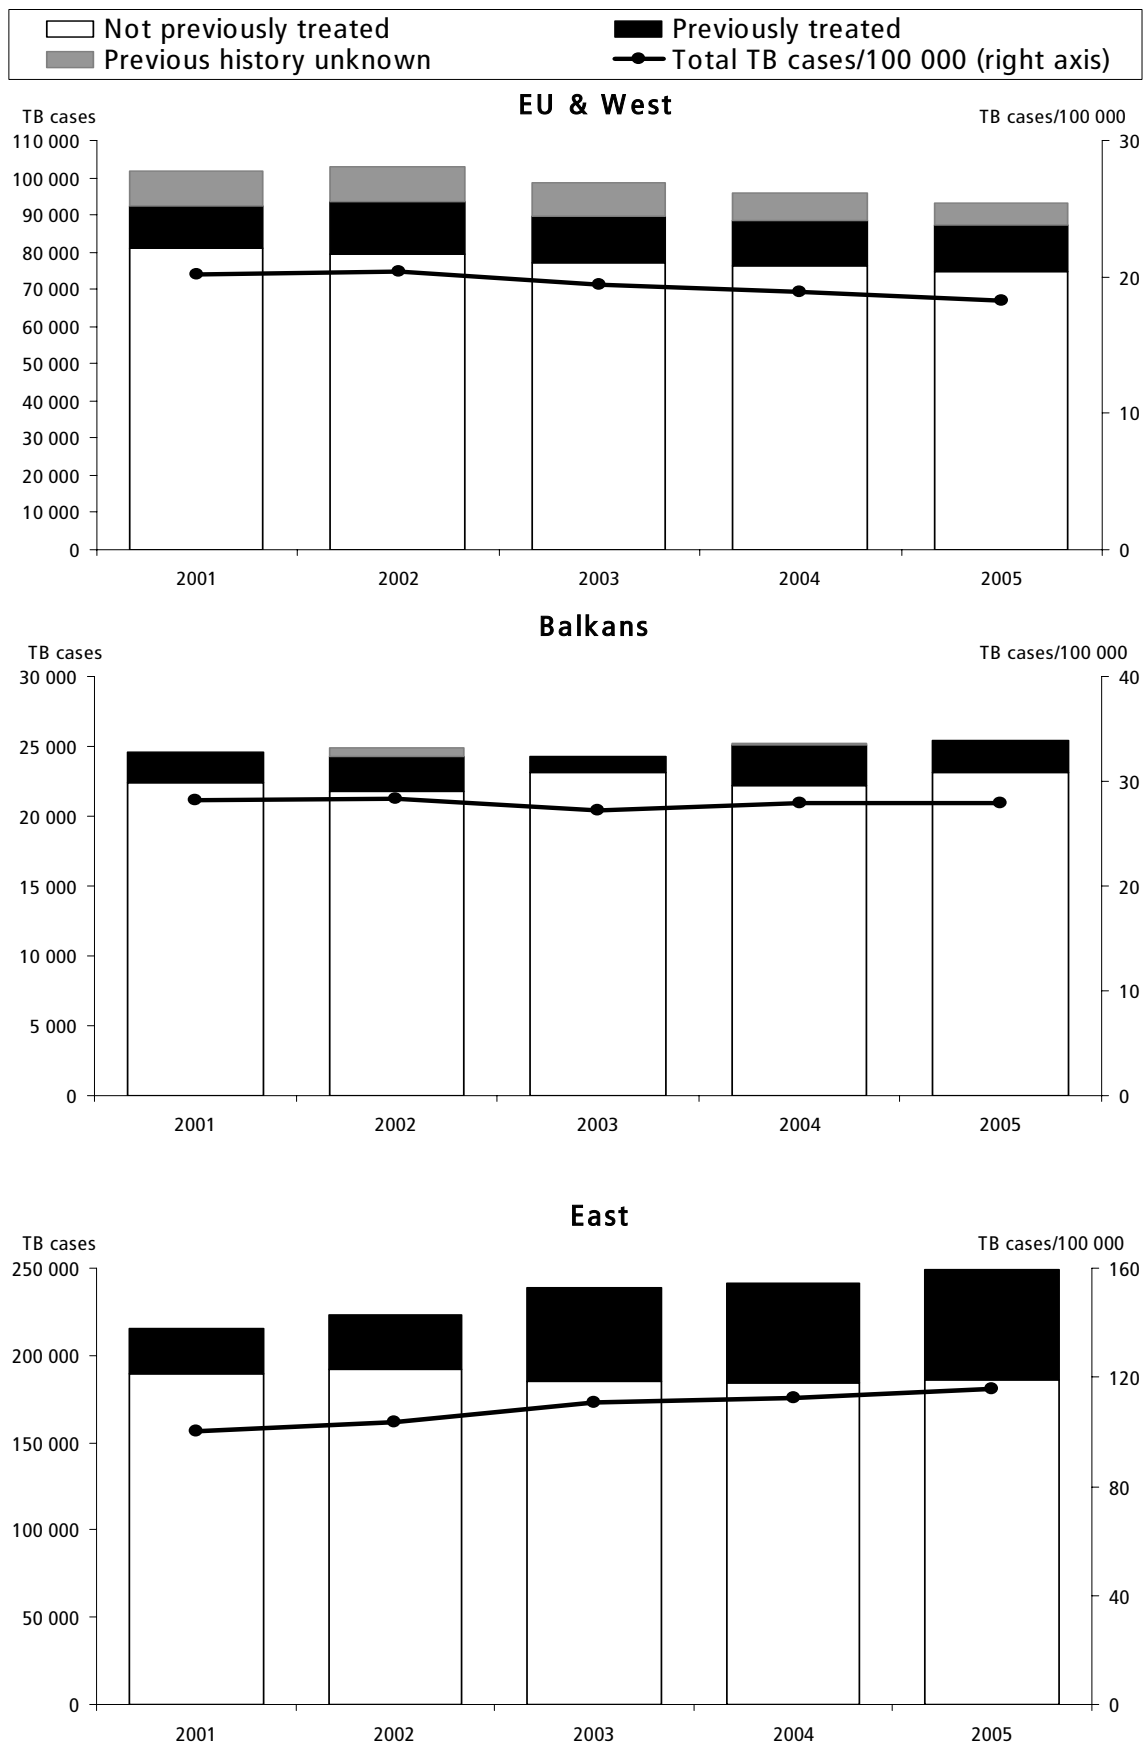 Not previously treated Previously treated
Previous history unknown Total TB cases/100 000 (right axis)
EU & West
TB cases TB cases/100 000
110 000 30
100 000
90 000
80 000
70 000 20
60 000
50 000
40 000 10
30 000
20 000
10 000
0 0
2001 2002 2003 2004 2005
Balkans
TB cases TB cases/100 000
30 000 40
25 000
30
20 000
15 000 20
10 000
10
5 000
0 0
2001 2002 2003 2004 2005
East
TB cases TB cases/100 000
250 000 160
200 000
120
150 000
80
100 000
40
50 000
0 0
2001 2002 2003 2004 2005